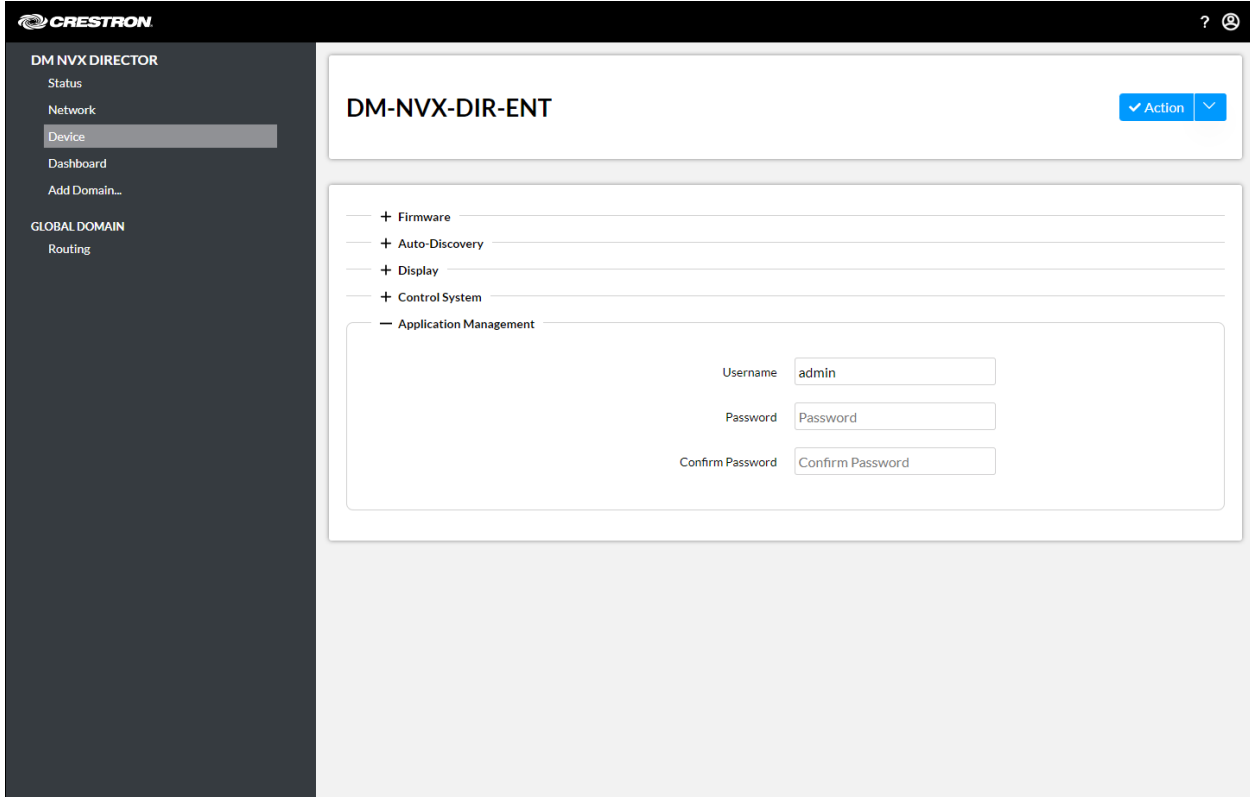 CRESTRON.
?
DM NVX DIRECTOR
Status
Network
Device
Dashboard
Add Domain...
GLOBAL DOMAIN
Routing
DM-NVX-DIR-ENT
Action
Firmware
Auto-Discovery
Display
Control System
Application Management
Username admin
Password Password
Confirm Password Confirm Password